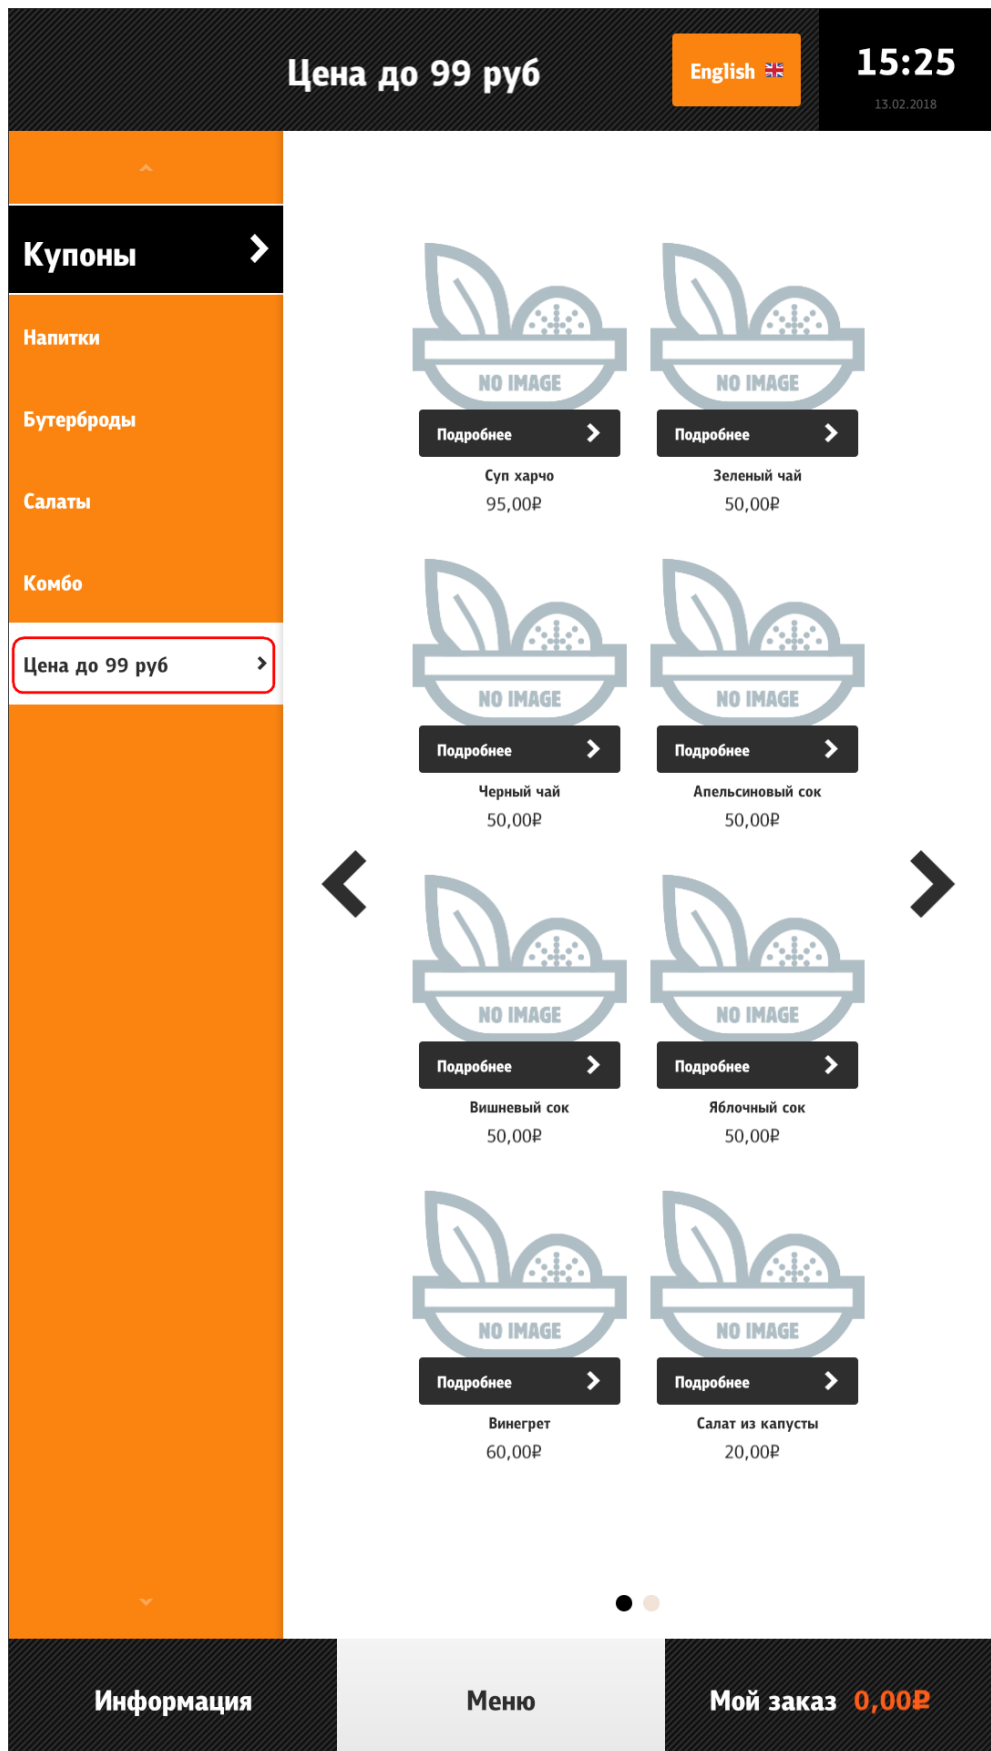 Цена до 99 руб
English
15:25
13.02.2018
Купоны
Напитки
Бутерброды
Салаты
Комбо
Цена до 99 руб
NO IMAGE
NO IMAGE
Подробнее
Подробнее
Суп харчо
Зеленый чай
95,00₽
50,00₽
NO IMAGE
NO IMAGE
Подробнее
Подробнее
Черный чай
Апельсиновый сок
50,00₽
50,00₽
NO IMAGE
NO IMAGE
Подробнее
Подробнее
Вишневый сок
Яблочный сок
50,00₽
50,00₽
NO IMAGE
NO IMAGE
Подробнее
Подробнее
Винегрет
Салат из капусты
60,00₽
20,00₽
Информация
Меню
Мой заказ 0,00₽